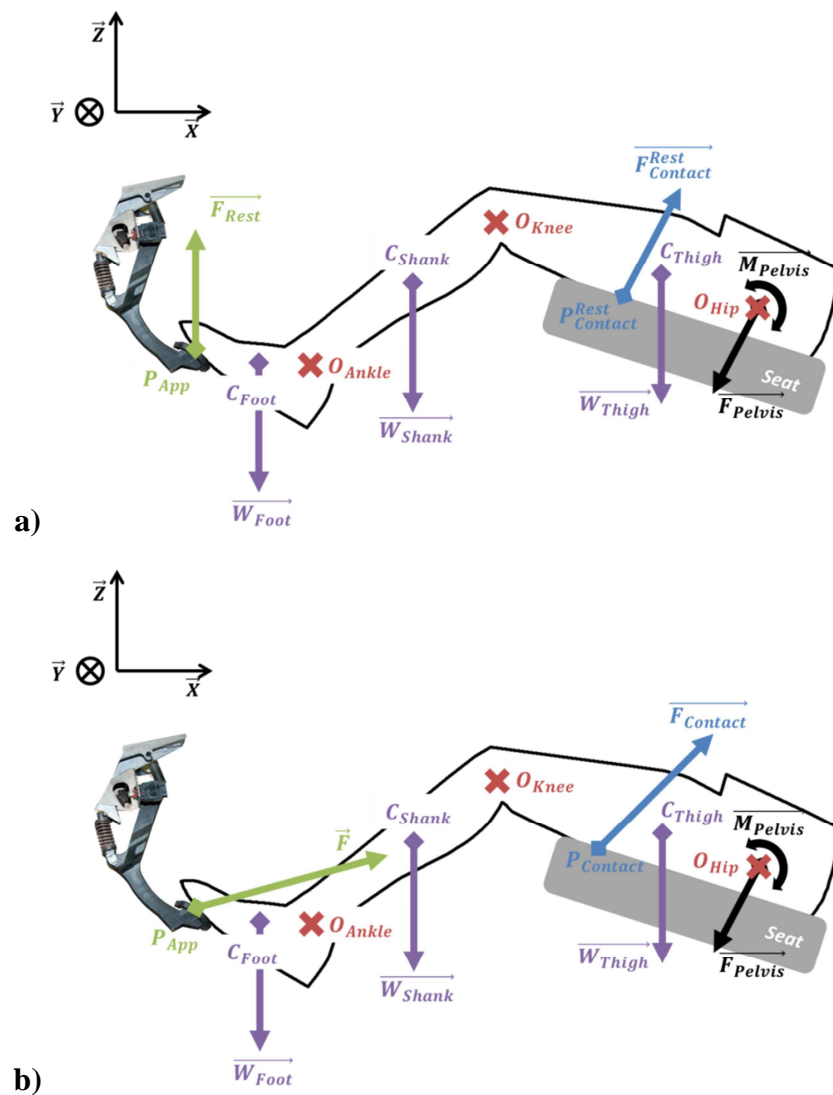 Z
Y
X
F_Rest
F_Contact^Rest
O_Knee
C_Shank
C_Thigh
M_Pelvis
P_Contact^Rest
O_Hip
P_App
O_Ankle
Seat
C_Foot
W_Shank
W_Thigh
F_Pelvis
W_Foot
a)
Z
Y
X
F_Contact
O_Knee
C_Shank
C_Thigh
M_Pelvis
F
P_Contact
O_Hip
P_App
O_Ankle
Seat
C_Foot
W_Shank
W_Thigh
F_Pelvis
W_Foot
b)